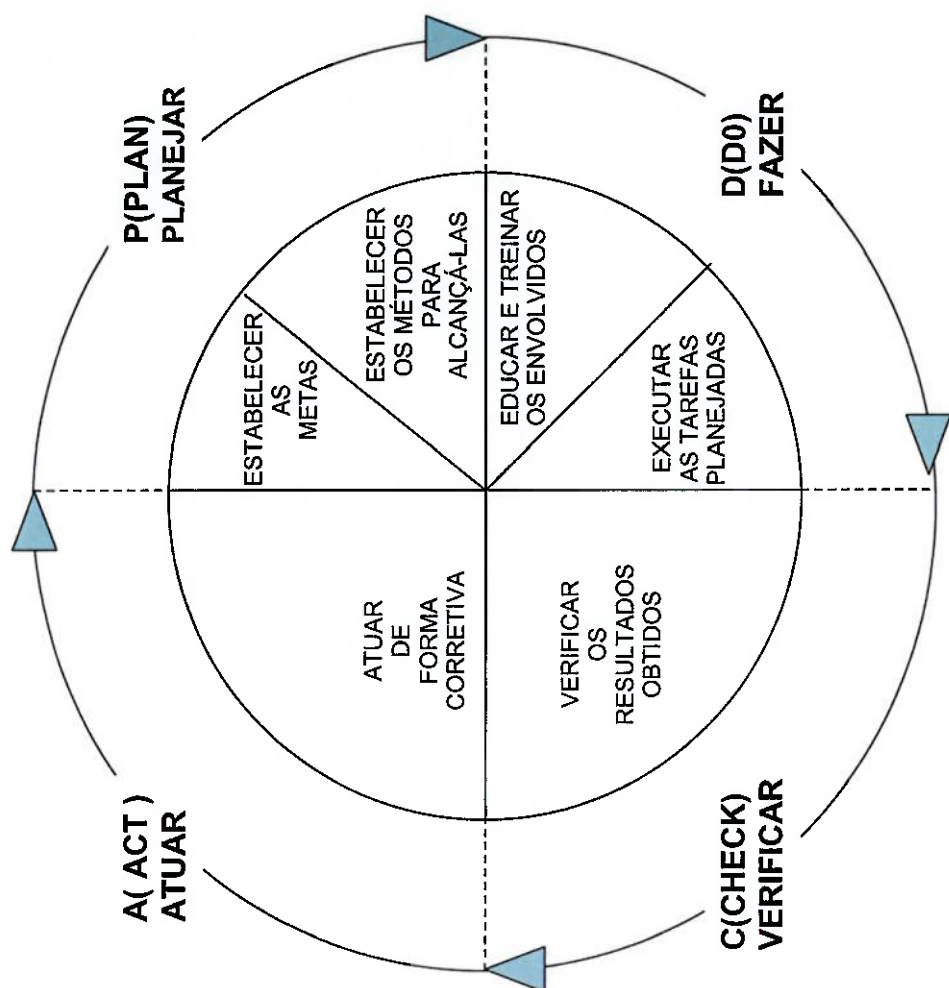 P(PLAN)
PLANEJAR
ESTABELECER
AS
METAS
ESTABELECER
OS MÉTODOS
PARA
ALCANÇÁ-LAS
D(D0)
FAZER
EDUCAR E TREINAR
OS ENVOLVIDOS
EXECUTAR
AS TAREFAS
PLANEJADAS
C(CHECK)
VERIFICAR
VERIFICAR
OS
RESULTADOS
OBTIDOS
A( ACT )
ATUAR
ATUAR
DE
FORMA
CORRETIVA